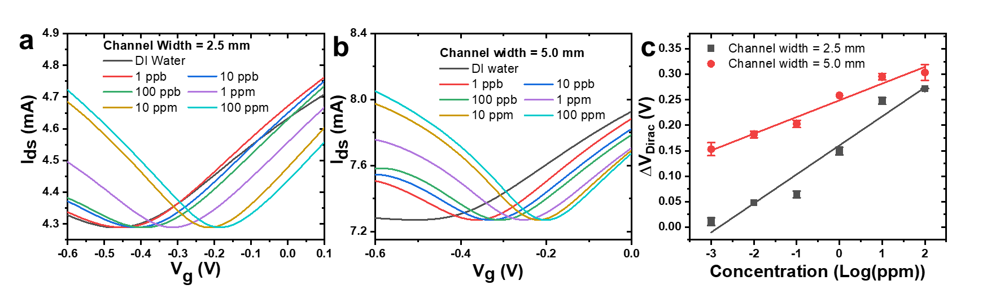 a
4.9
4.8
4.7
4.6
4.5
4.4
4.3
Ids (mA)
Channel Width = 2.5 mm
DI Water
1 ppb
10 ppb
100 ppb
1 ppm
10 ppm
100 ppm
-0.6 -0.5 -0.4 -0.3 -0.2 -0.1 0.0 0.1
Vg (V)
b
8.4
8.0
7.6
7.2
Ids (mA)
Channel width = 5.0 mm
DI water
1 ppb
10 ppb
100 ppb
1 ppm
10 ppm
100 ppm
-0.6 -0.4 -0.2 0.0
Vg (V)
c
0.35
0.30
0.25
0.20
0.15
0.10
0.05
0.00
ΔVDirac (V)
Channel width = 2.5 mm
Channel width = 5.0 mm
-3 -2 -1 0 1 2
Concentration (Log(ppm))